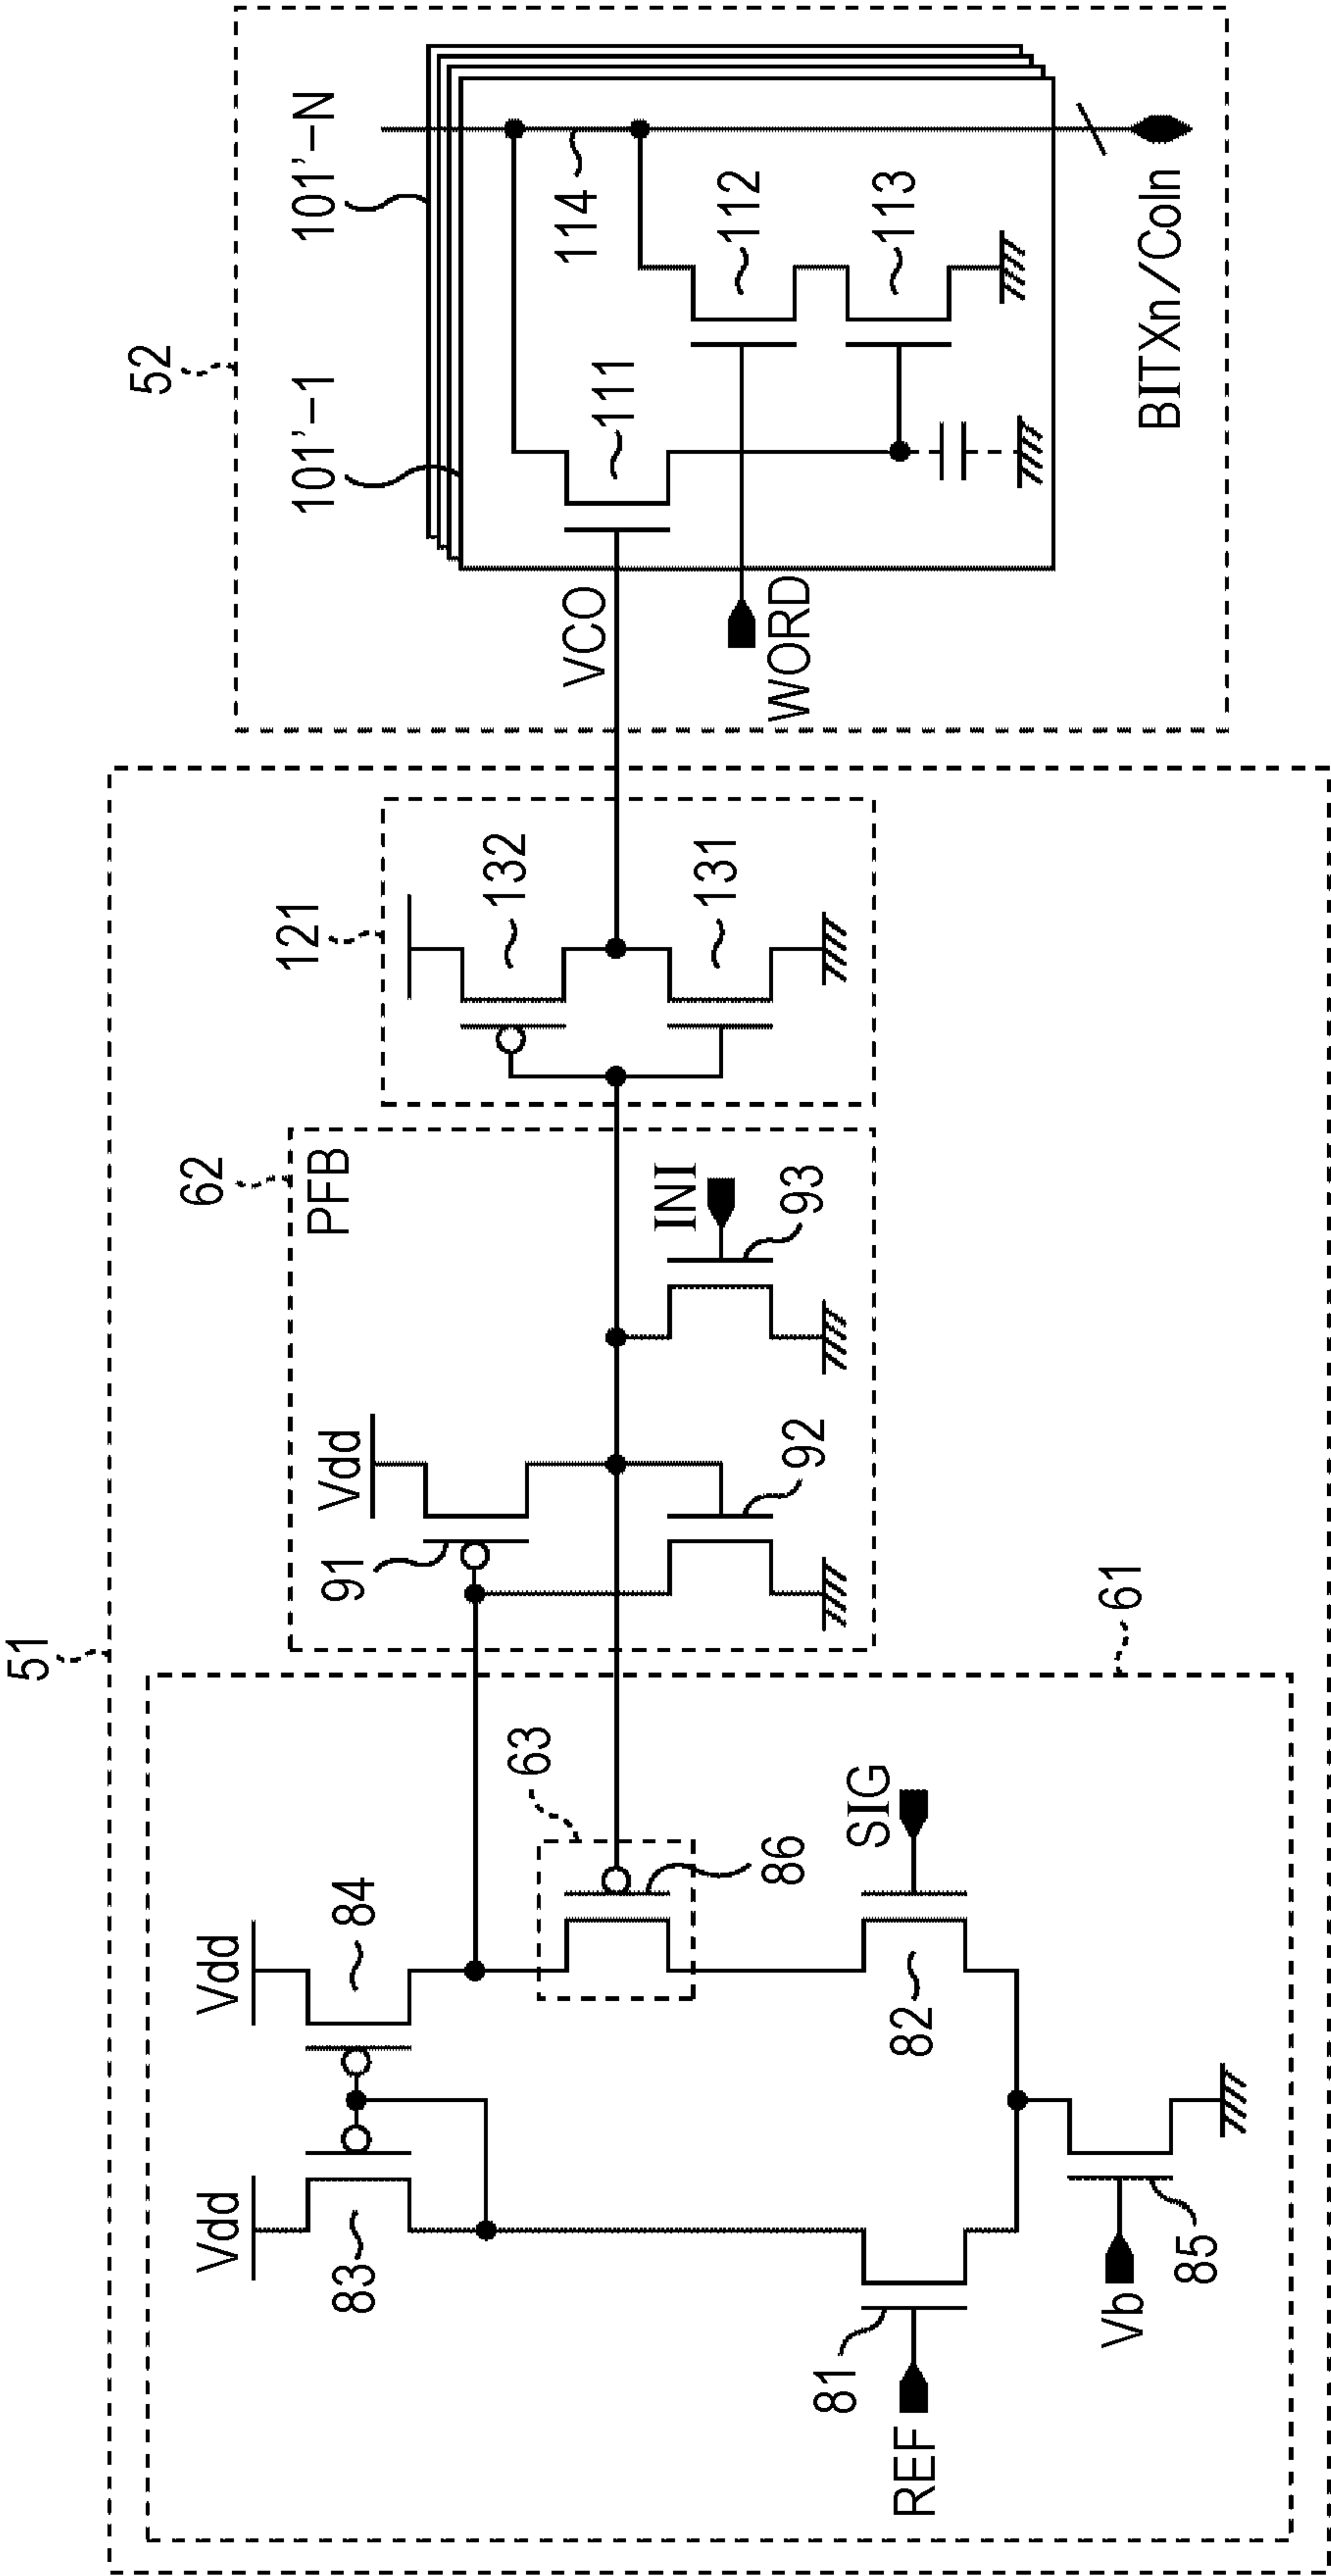 51
61
Vdd
Vdd
83
84
63
86
SIG
82
81
REF
Vb
85
62
PFB
Vdd
91
92
INI
93
121
132
131
52
101'-1
101'-N
VCO
111
114
112
113
WORD
BITXn/Coln